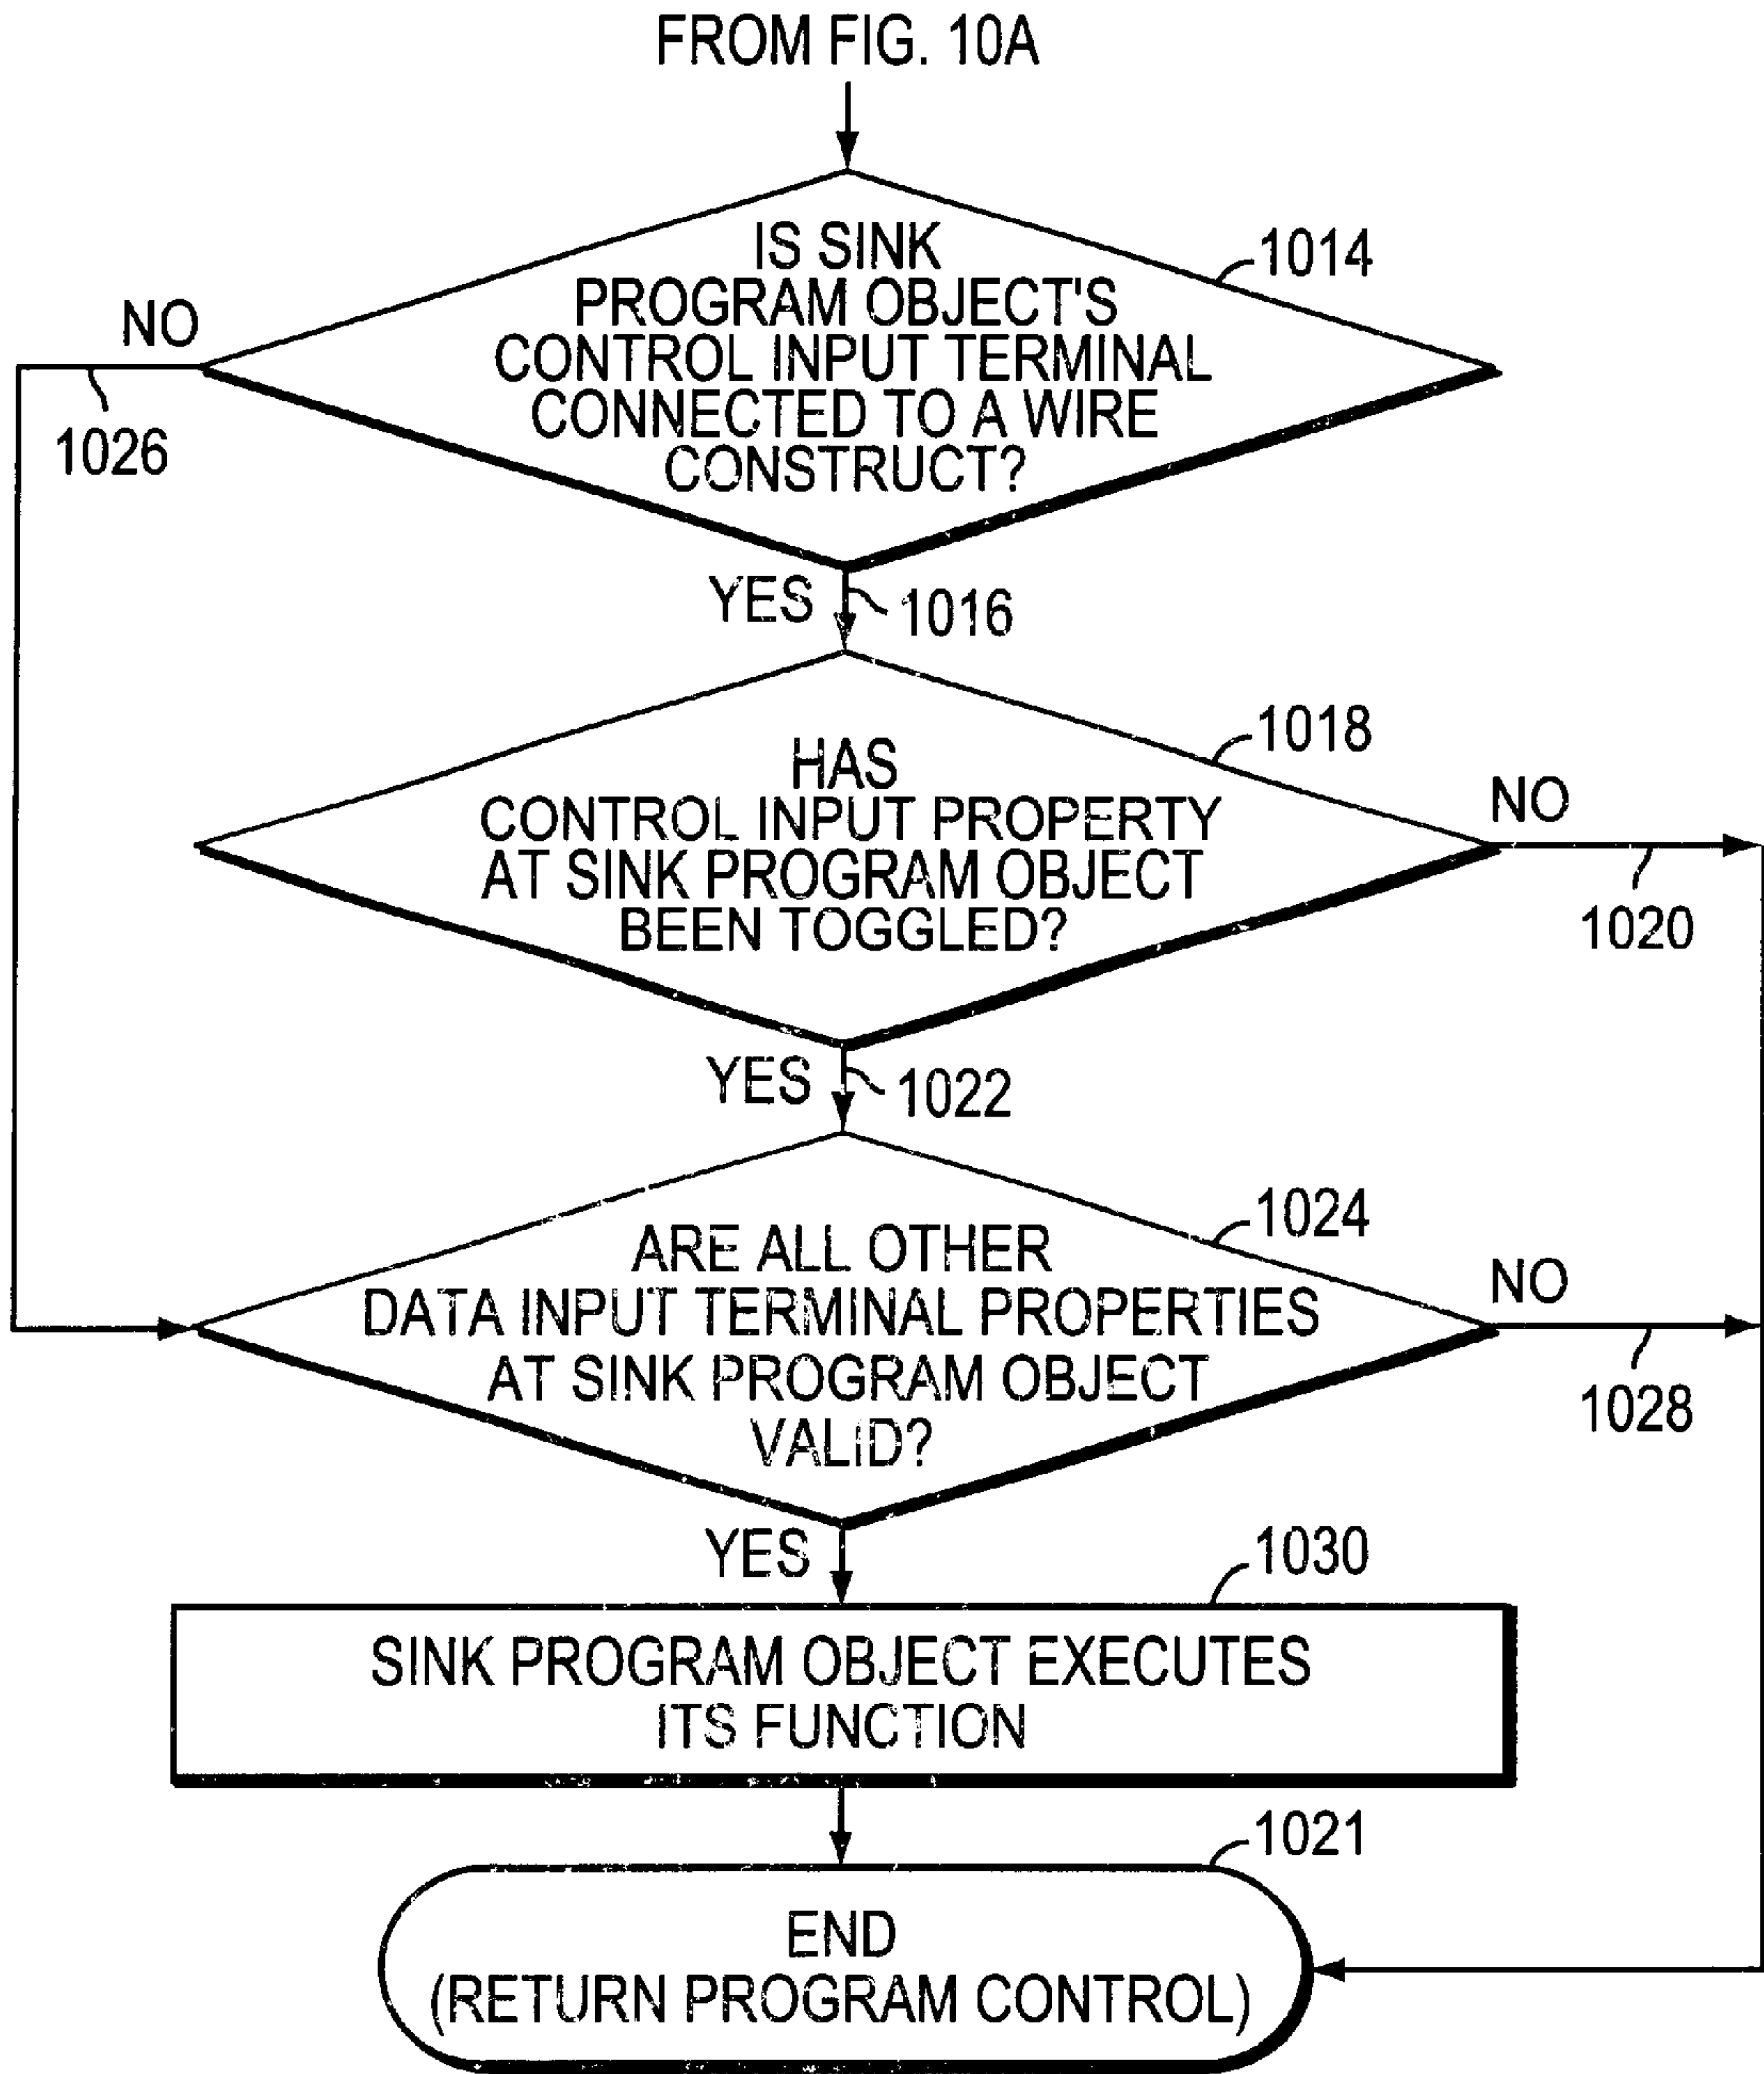 FROM FIG. 10A
IS SINK
PROGRAM OBJECT'S
CONTROL INPUT TERMINAL
CONNECTED TO A WIRE
CONSTRUCT?
1014
NO
1026
YES
1016
HAS
CONTROL INPUT PROPERTY
AT SINK PROGRAM OBJECT
BEEN TOGGLED?
1018
NO
1020
YES
1022
ARE ALL OTHER
DATA INPUT TERMINAL PROPERTIES
AT SINK PROGRAM OBJECT
VALID?
1024
NO
1028
YES
1030
SINK PROGRAM OBJECT EXECUTES
ITS FUNCTION
1021
END
(RETURN PROGRAM CONTROL)